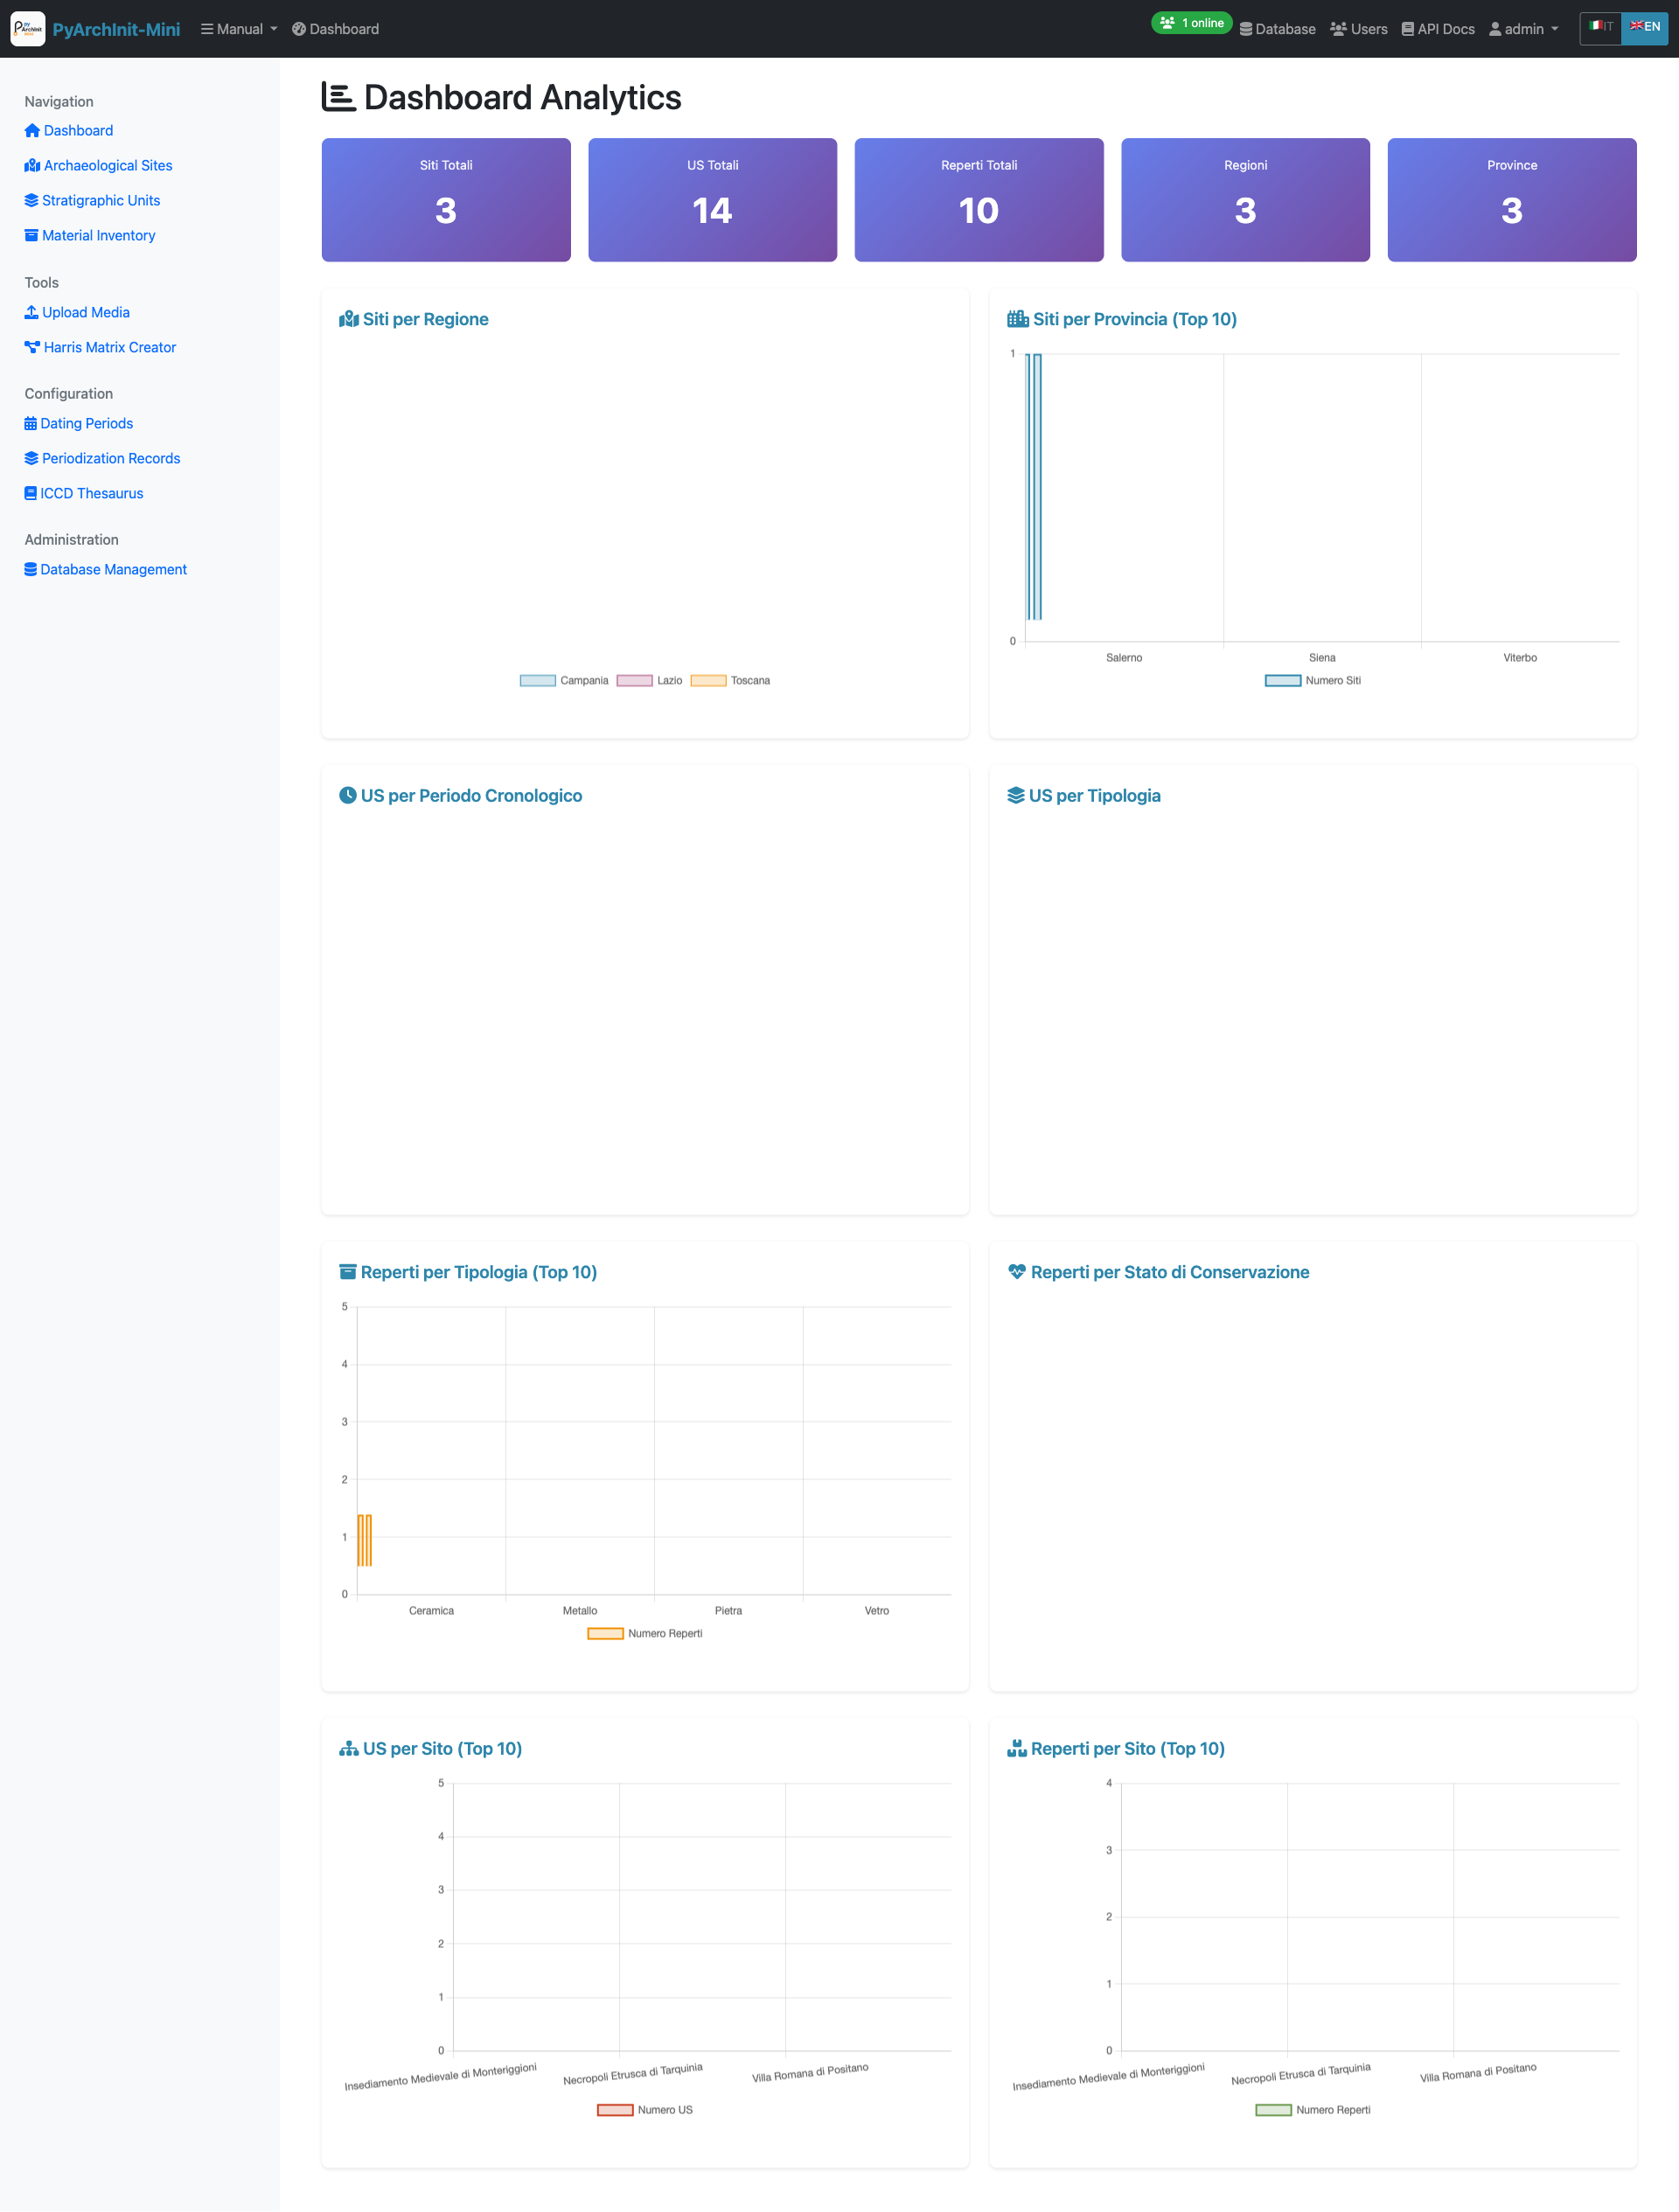 PyArchInit-Mini Manual Dashboard 1 online Database Users API Docs admin IT EN
Navigation
Dashboard
Archaeological Sites
Stratigraphic Units
Material Inventory
Tools
Upload Media
Harris Matrix Creator
Configuration
Dating Periods
Periodization Records
ICCD Thesaurus
Administration
Database Management
Dashboard Analytics
Siti Totali
3
US Totali
14
Reperti Totali
10
Regioni
3
Province
3
Siti per Regione
Campania Lazio Toscana
Siti per Provincia (Top 10)
1
0
Salerno Siena Viterbo
Numero Siti
US per Periodo Cronologico
US per Tipologia
Reperti per Tipologia (Top 10)
5
4
3
2
1
0
Ceramica Metallo Pietra Vetro
Numero Reperti
Reperti per Stato di Conservazione
US per Sito (Top 10)
5
4
3
2
1
0
Insediamento Medievale di Monteriggioni Necropoli Etrusca di Tarquinia Villa Romana di Positano
Numero US
Reperti per Sito (Top 10)
4
3
2
1
0
Insediamento Medievale di Monteriggioni Necropoli Etrusca di Tarquinia Villa Romana di Positano
Numero Reperti